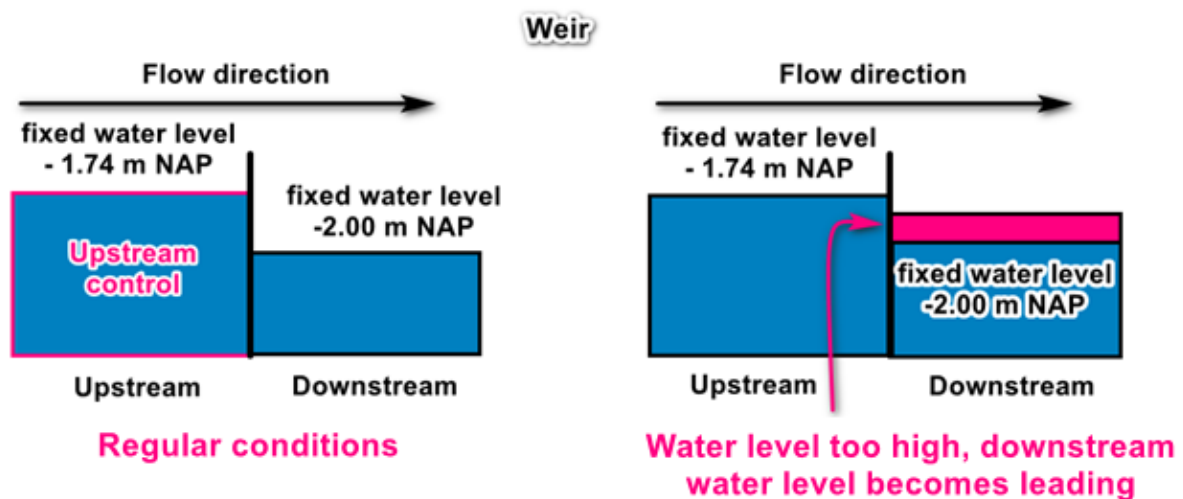 Weir
Flow direction
fixed water level
- 1.74 m NAP
fixed water level
-2.00 m NAP
Upstream
control
Upstream
Downstream
Regular conditions
Flow direction
fixed water level
- 1.74 m NAP
fixed water level
-2.00 m NAP
Upstream
Downstream
Water level too high, downstream
water level becomes leading